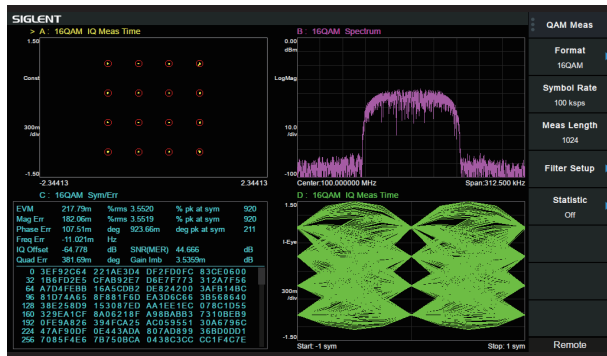 SIGLENT
> A: 16QAM IQ Meas Time
1.50
Const
300m
/div
-1.50
-2.34413
2.34413
B: 16QAM Spectrum
0.00
dBm
LogMag
10.0
/div
-100
Center:100.000000 MHz
Span:312.500 kHz
C: 16QAM Sym/Err
EVM 217.79m %rms 3.5520 % pk at sym 920
Mag Err 182.06m %rms 3.5519 % pk at sym 920
Phase Err 107.51m deg 923.66m deg pk at sym 211
Freq Err -11.021m Hz
IQ Offset -64.778 dB SNR(MER) 44.666 dB
Quad Err 381.69m deg Gain Imb 3.5359m dB
0 3EF92C64 221AE3D4 DF2FD0FC 83CE0600
32 1B6FD2E5 CFAB92E7 D6E7F773 312A7F56
64 A7D4FEBB 16A5CDB2 DE824200 3AFB14BC
96 81D74A65 8F881F6D EA3D6C66 3B568640
128 38E258D9 153087ED AA1EE1EC 078C1D55
160 329EA1CF 8A06218F A98BABB3 7310BEB9
192 0FE9A826 394FCA25 AC059551 30A6796C
224 47AF90DF 0E443ADA 807AD899 36BD0DD1
256 7085F4E6 7B750BCA 0438C3CC CC1F4C7E
D: 16QAM IQ Meas Time
1.50
I-Eye
300m
/div
-1.50
Start: -1 sym
Stop: 1 sym
QAM Meas
Format
16QAM
Symbol Rate
100 ksps
Meas Length
1024
Filter Setup
Statistic
Off
Remote